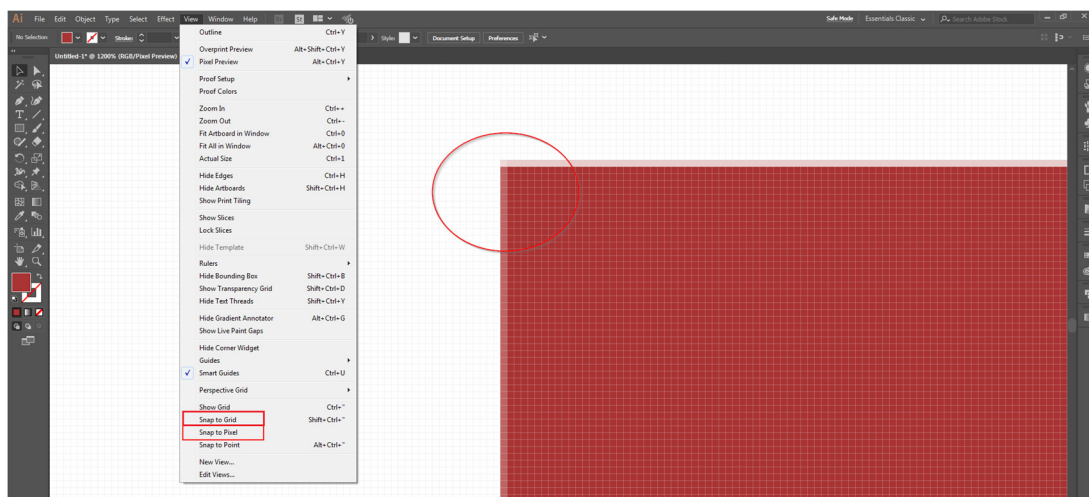 Ai File Edit Object Type Select Effect View Window Help Br St Safe Mode Essentials Classic Search Adobe Stock
No Selection Stroke: Style: Document Setup Preferences
Untitled-1* @ 1200% (RGB/Pixel Preview)
Outline Ctrl+Y
Overprint Preview Alt+Shift+Ctrl+Y
Pixel Preview Alt+Ctrl+Y
Proof Setup
Proof Colors
Zoom In Ctrl++
Zoom Out Ctrl+-
Fit Artboard in Window Ctrl+0
Fit All in Window Alt+Ctrl+0
Actual Size Ctrl+1
Hide Edges Ctrl+H
Hide Artboards Shift+Ctrl+H
Show Print Tiling
Show Slices
Lock Slices
Hide Template Shift+Ctrl+W
Rulers
Hide Bounding Box Shift+Ctrl+B
Show Transparency Grid Shift+Ctrl+D
Hide Text Threads Shift+Ctrl+Y
Hide Gradient Annotator Alt+Ctrl+G
Show Live Paint Gaps
Hide Corner Widget
Guides
Smart Guides Ctrl+U
Perspective Grid
Show Grid Ctrl+"
Snap to Grid Shift+Ctrl+"
Snap to Pixel
Snap to Point Alt+Ctrl+"
New View...
Edit Views...